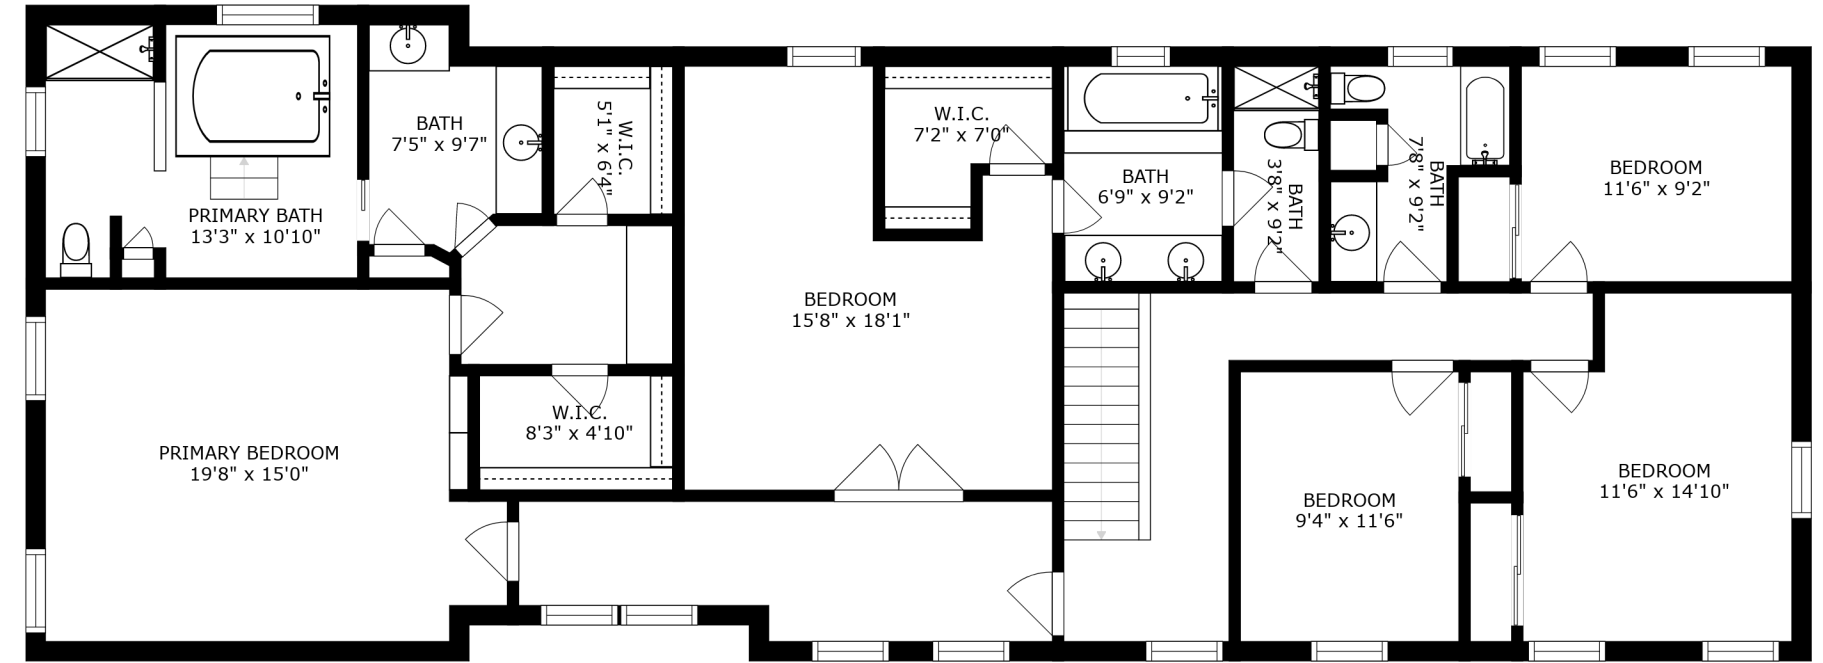 BATH
7'5" x 9'7"
W.I.C.
5'1" x 6'4"
W.I.C.
7'2" x 7'0"
BATH
6'9" x 9'2"
BATH
3'8" x 9'2"
BATH
7'8" x 9'2"
BEDROOM
11'6" x 9'2"
PRIMARY BATH
13'3" x 10'10"
BEDROOM
15'8" x 18'1"
W.I.C.
8'3" x 4'10"
PRIMARY BEDROOM
19'8" x 15'0"
BEDROOM
9'4" x 11'6"
BEDROOM
11'6" x 14'10"